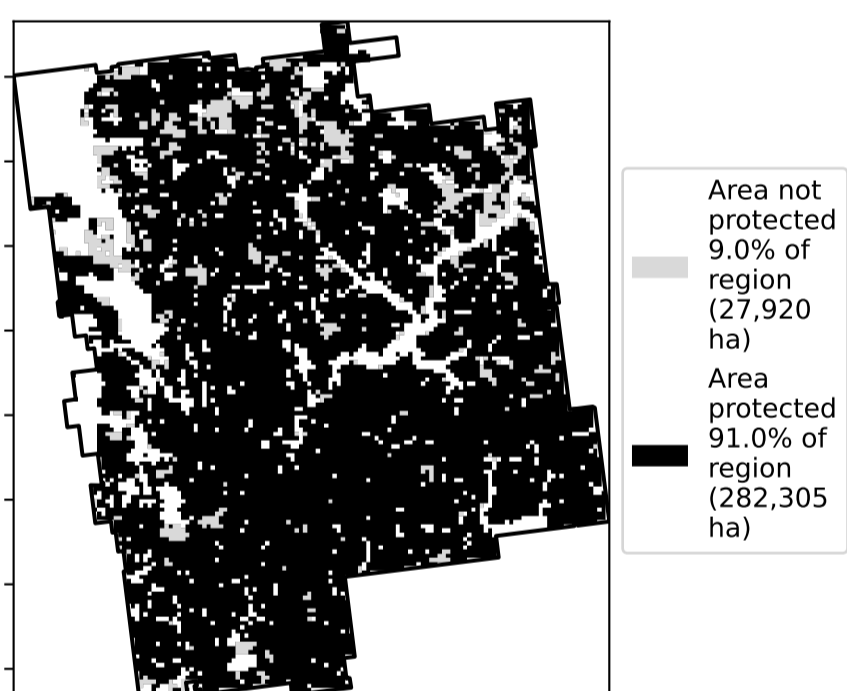 Area not
protected
9.0% of
region
(27,920
ha)
Area
protected
91.0% of
region
(282,305
ha)